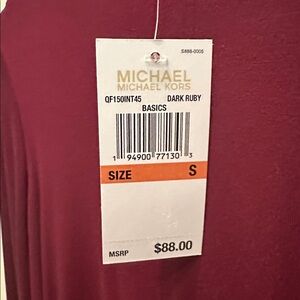 S888-0005
MICHAEL
MICHAEL KORS
QF150INT45 DARK RUBY
BASICS
1 94900 77130 3
SIZE S
MSRP $88.00